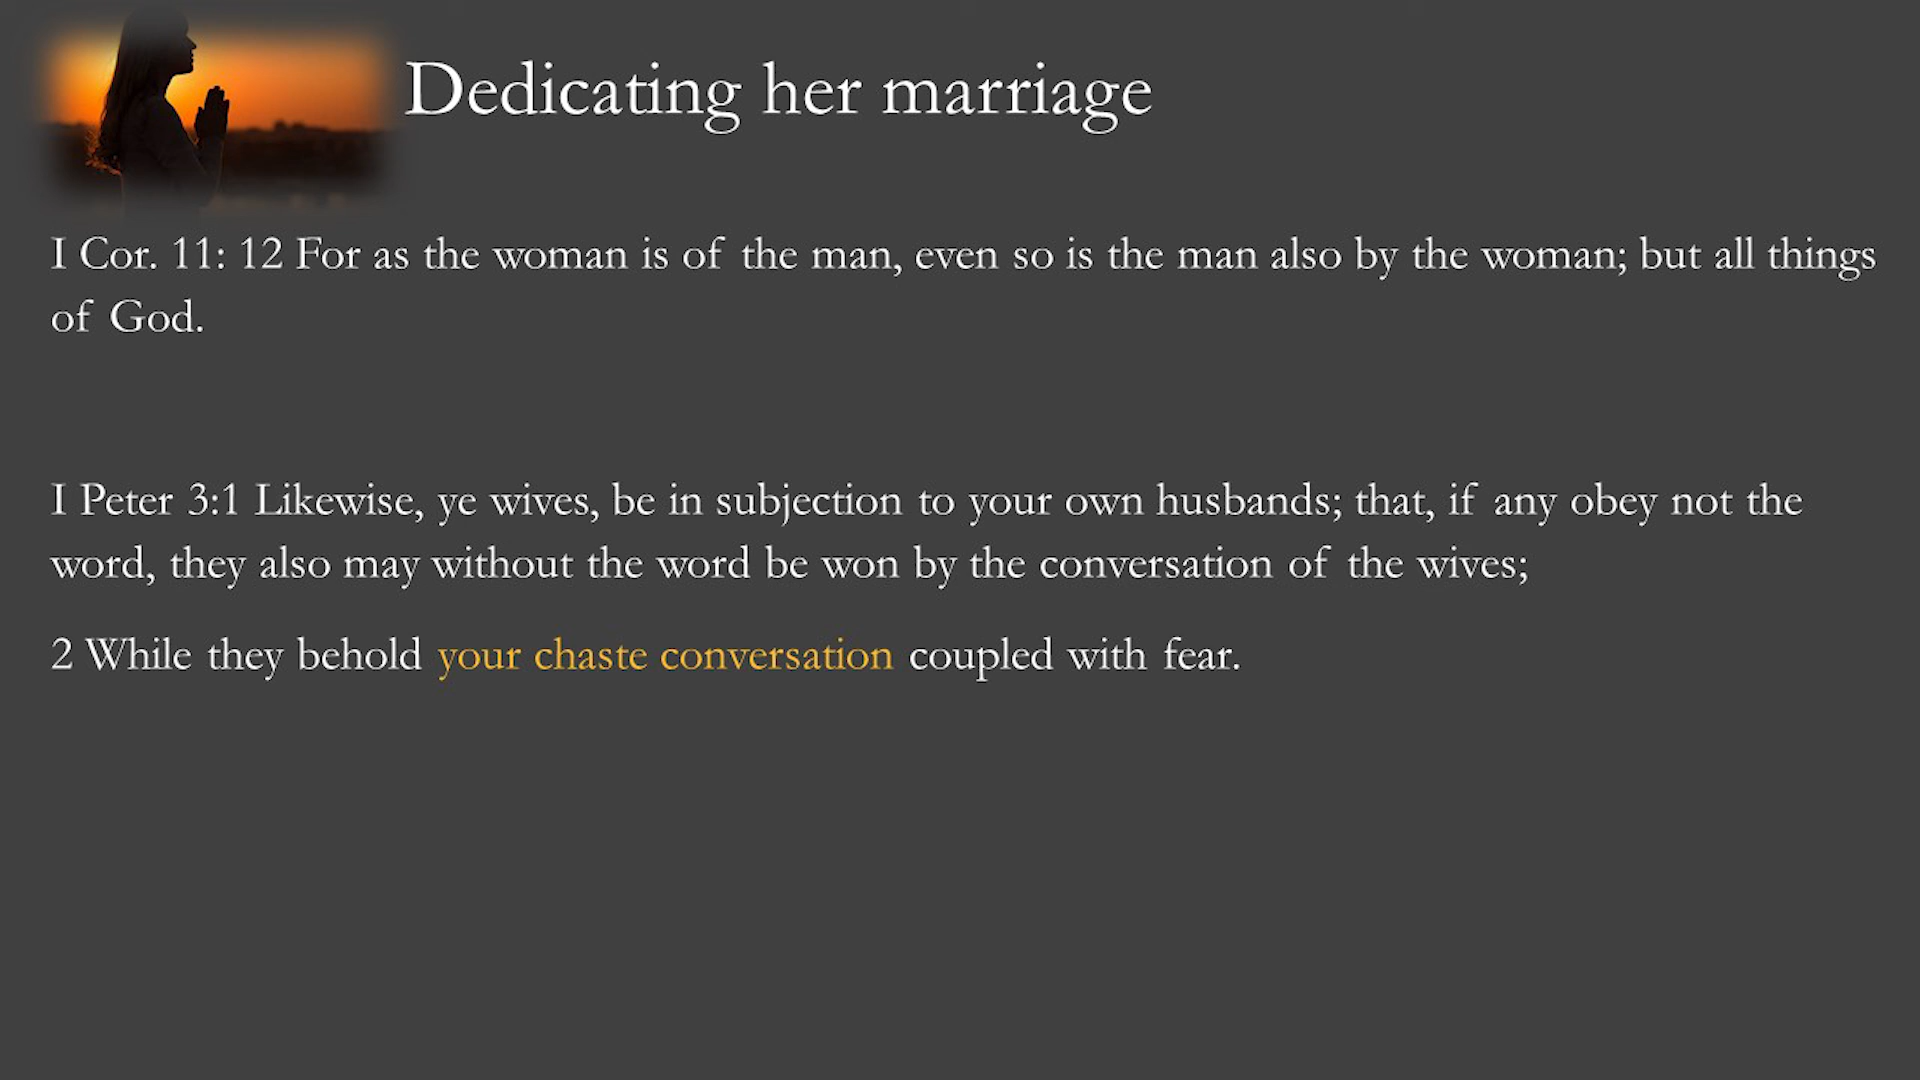 Dedicating her marriage
I Cor. 11: 12 For as the woman is of the man, even so is the man also by the woman; but all things
of God.
I Peter 3:1 Likewise, ye wives, be in subjection to your own husbands; that, if any obey not the
word, they also may without the word be won by the conversation of the wives;
2 While they behold your chaste conversation coupled with fear.